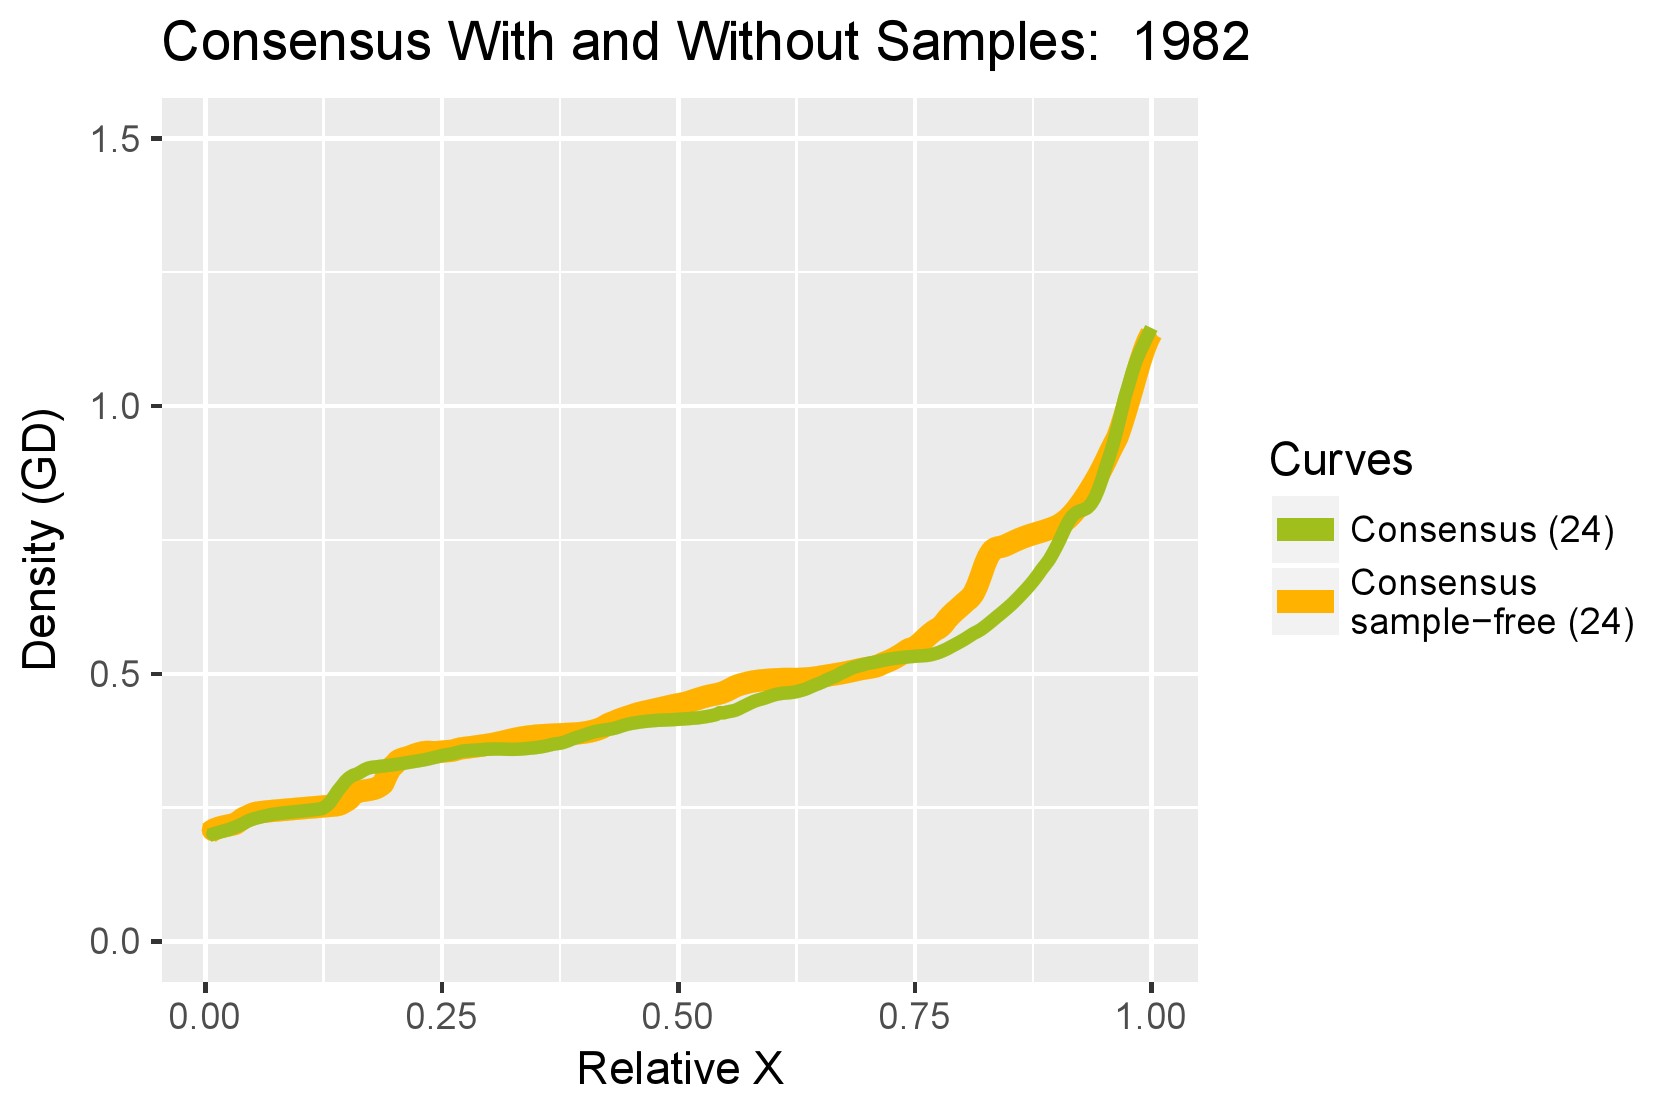 Consensus With and Without Samples:  1982
1.5
1.0
0.5
0.0
Density (GD)
0.00 0.25 0.50 0.75 1.00
Relative X
Curves
Consensus (24)
Consensus
sample−free (24)